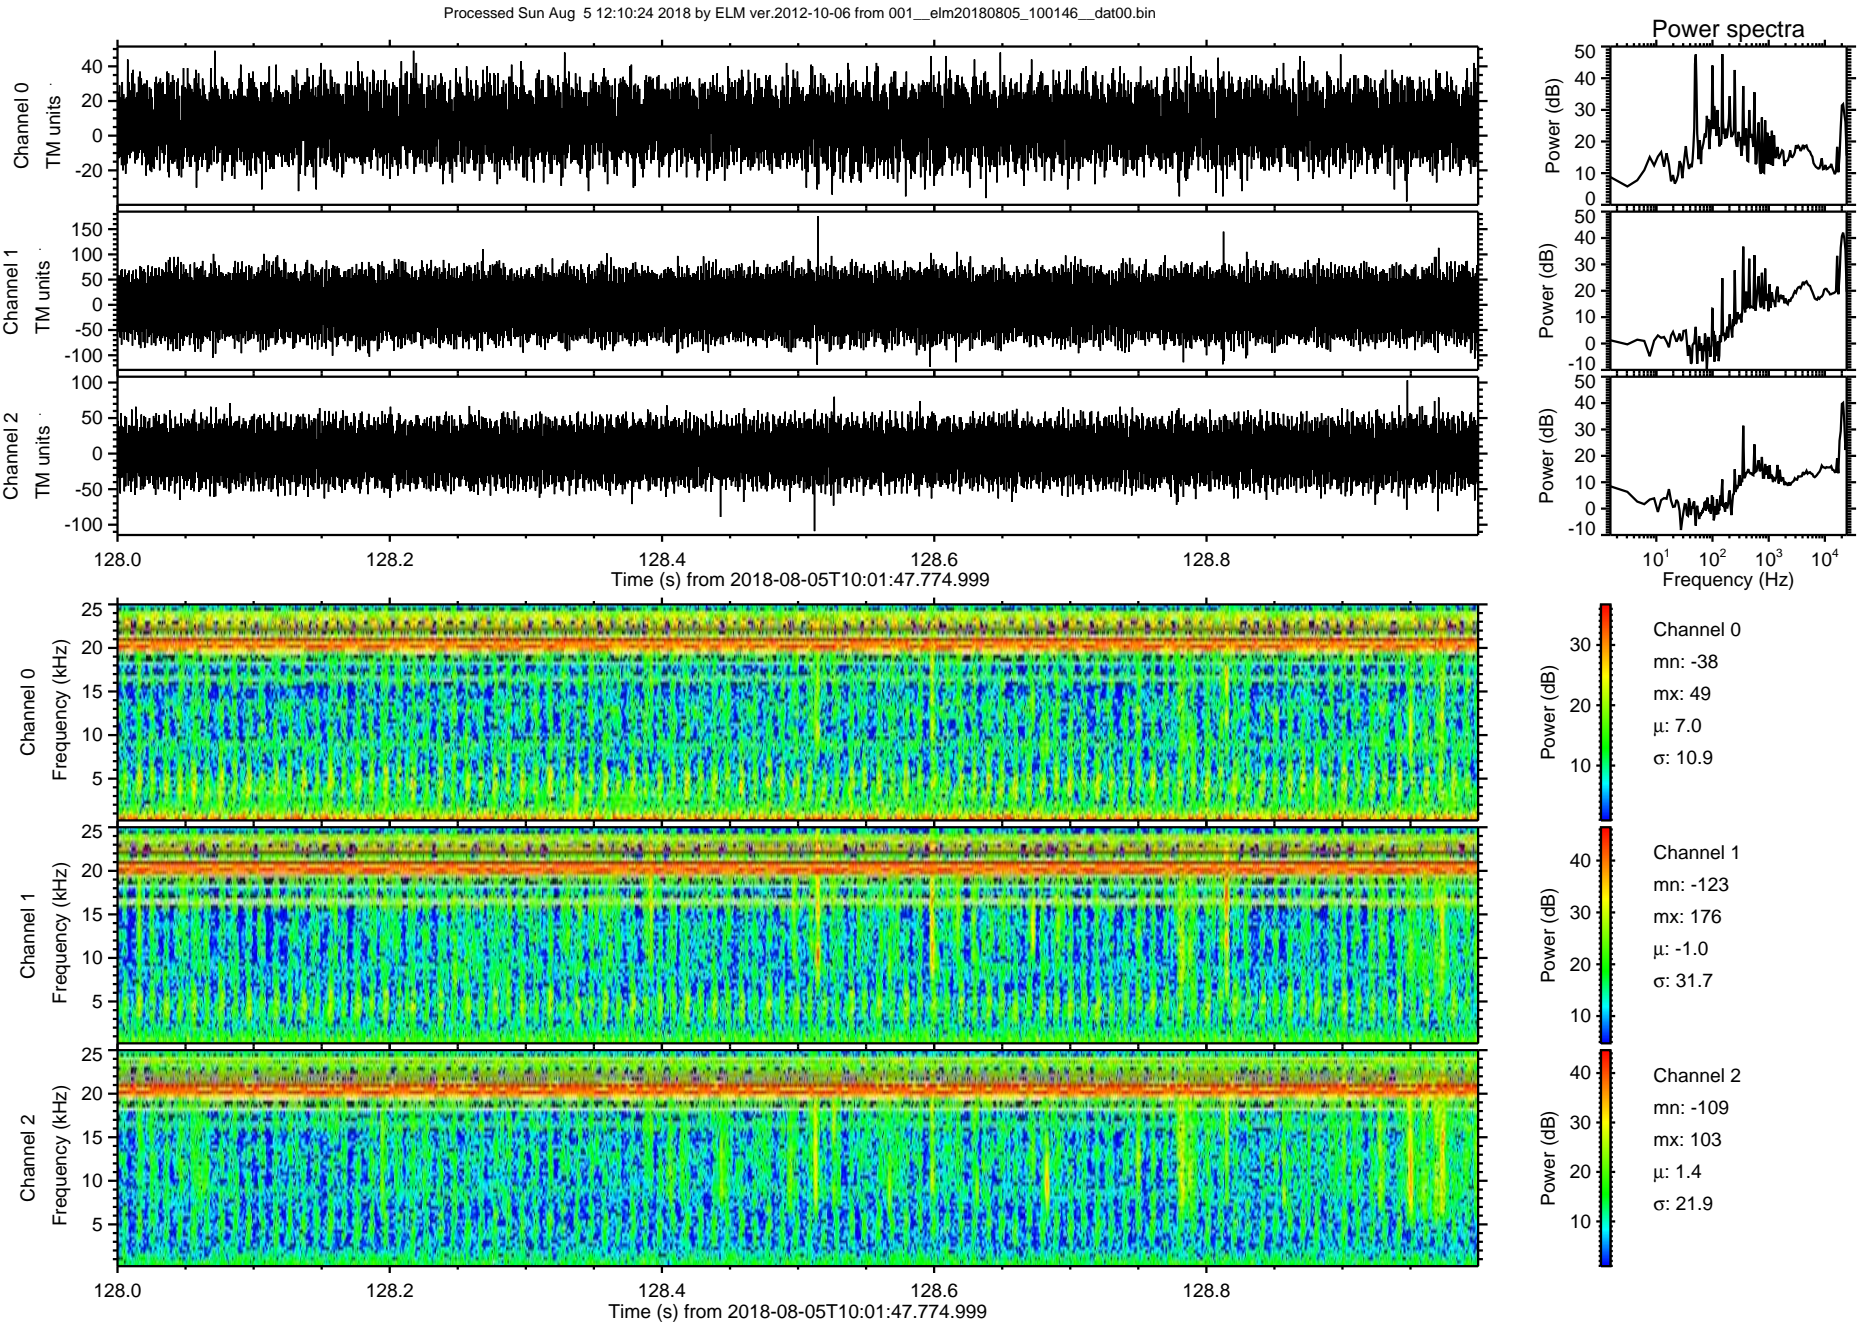 Processed Sun Aug  5 12:10:24 2018 by ELM ver.2012-10-06 from 001__elm20180805_100146__dat00.bin
Power spectra
Channel 0
TM units
40
20
0
-20
Power (dB)
50
40
30
20
10
0
Channel 1
TM units
150
100
50
0
-50
-100
Power (dB)
50
40
30
20
10
0
-10
Channel 2
TM units
100
50
0
-50
-100
Power (dB)
50
40
30
20
10
0
-10
128.0 128.2 128.4 128.6 128.8
Time (s) from 2018-08-05T10:01:47.774.999
10^1 10^2 10^3 10^4
Frequency (Hz)
Channel 0
Frequency (kHz)
25
20
15
10
5
Power (dB)
30
20
10
Channel 0
mn: -38
mx: 49
μ: 7.0
σ: 10.9
Channel 1
Frequency (kHz)
25
20
15
10
5
Power (dB)
40
30
20
10
Channel 1
mn: -123
mx: 176
μ: -1.0
σ: 31.7
Channel 2
Frequency (kHz)
25
20
15
10
5
Power (dB)
40
30
20
10
Channel 2
mn: -109
mx: 103
μ: 1.4
σ: 21.9
128.0 128.2 128.4 128.6 128.8
Time (s) from 2018-08-05T10:01:47.774.999